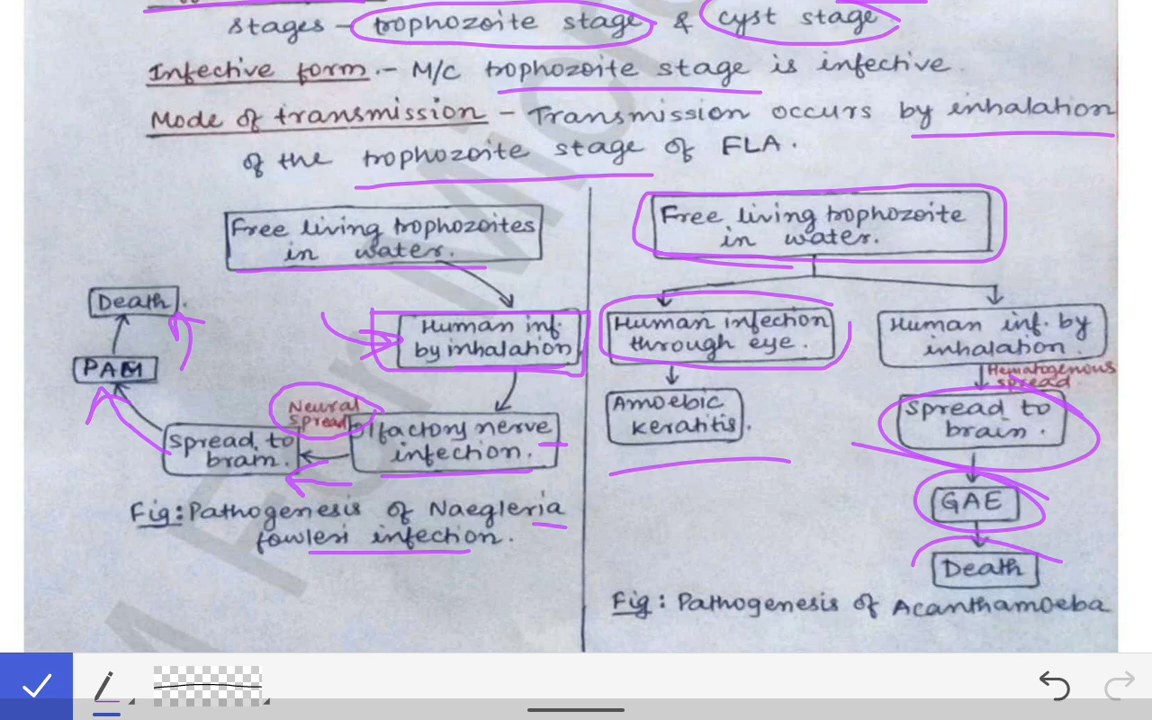 Stages - trophozoite stage & cyst stage
Infective form - M/C trophozoite stage is infective.
Mode of transmission - Transmission occurs by inhalation
of the trophozoite stage of FLA.
Free living trophozoites
in water.
Human inf.
by inhalation
Olfactory nerve
infection.
Neural
Spread
Spread to
brain.
PAM
Death.
Fig: Pathogenesis of Naegleria
fowleri infection.
Free living trophozoite
in water.
Human infection
through eye.
Amoebic
keratitis.
Human inf. by
inhalation.
Hematogenous
spread
Spread to
brain.
GAE
Death
Fig: Pathogenesis of Acanthamoeba